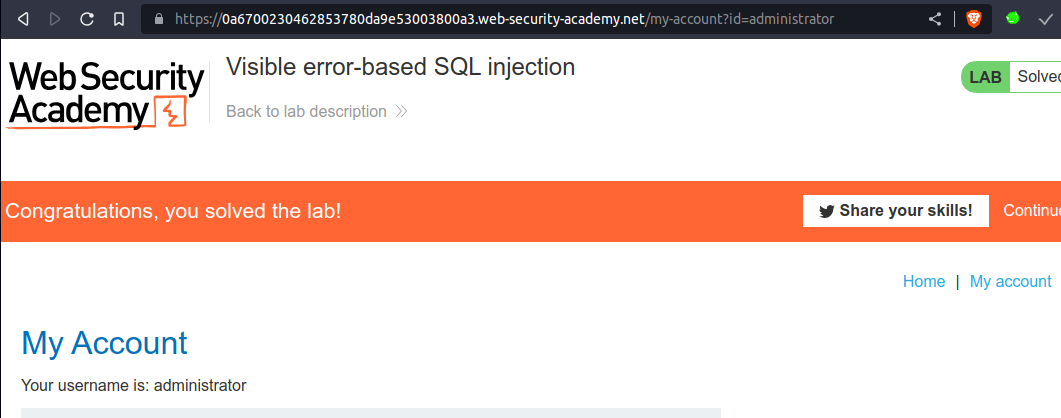 https://0a6700230462853780da9e53003800a3.web-security-academy.net/my-account?id=administrator
Web Security
Academy
Visible error-based SQL injection
Back to lab description
LAB Solved
Congratulations, you solved the lab!
Share your skills! Continue
Home | My account
My Account
Your username is: administrator